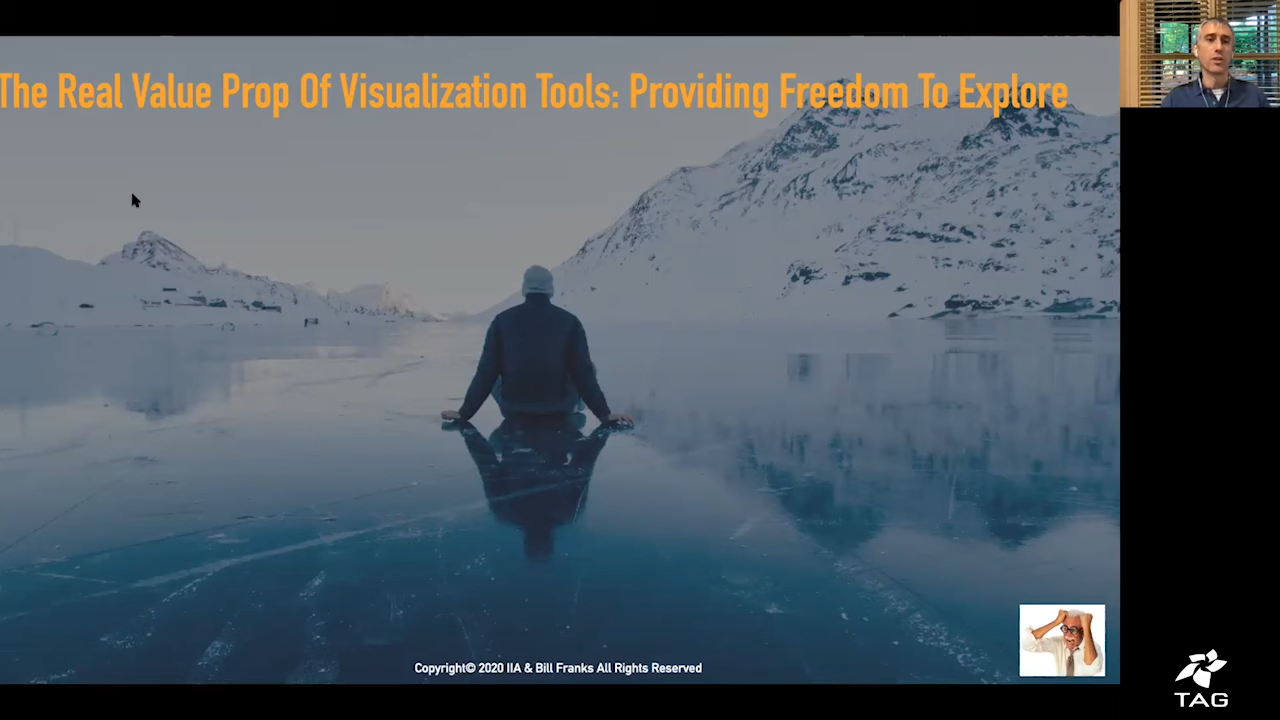 The Real Value Prop Of Visualization Tools: Providing Freedom To Explore
Copyright© 2020 IIA & Bill Franks All Rights Reserved
TAG